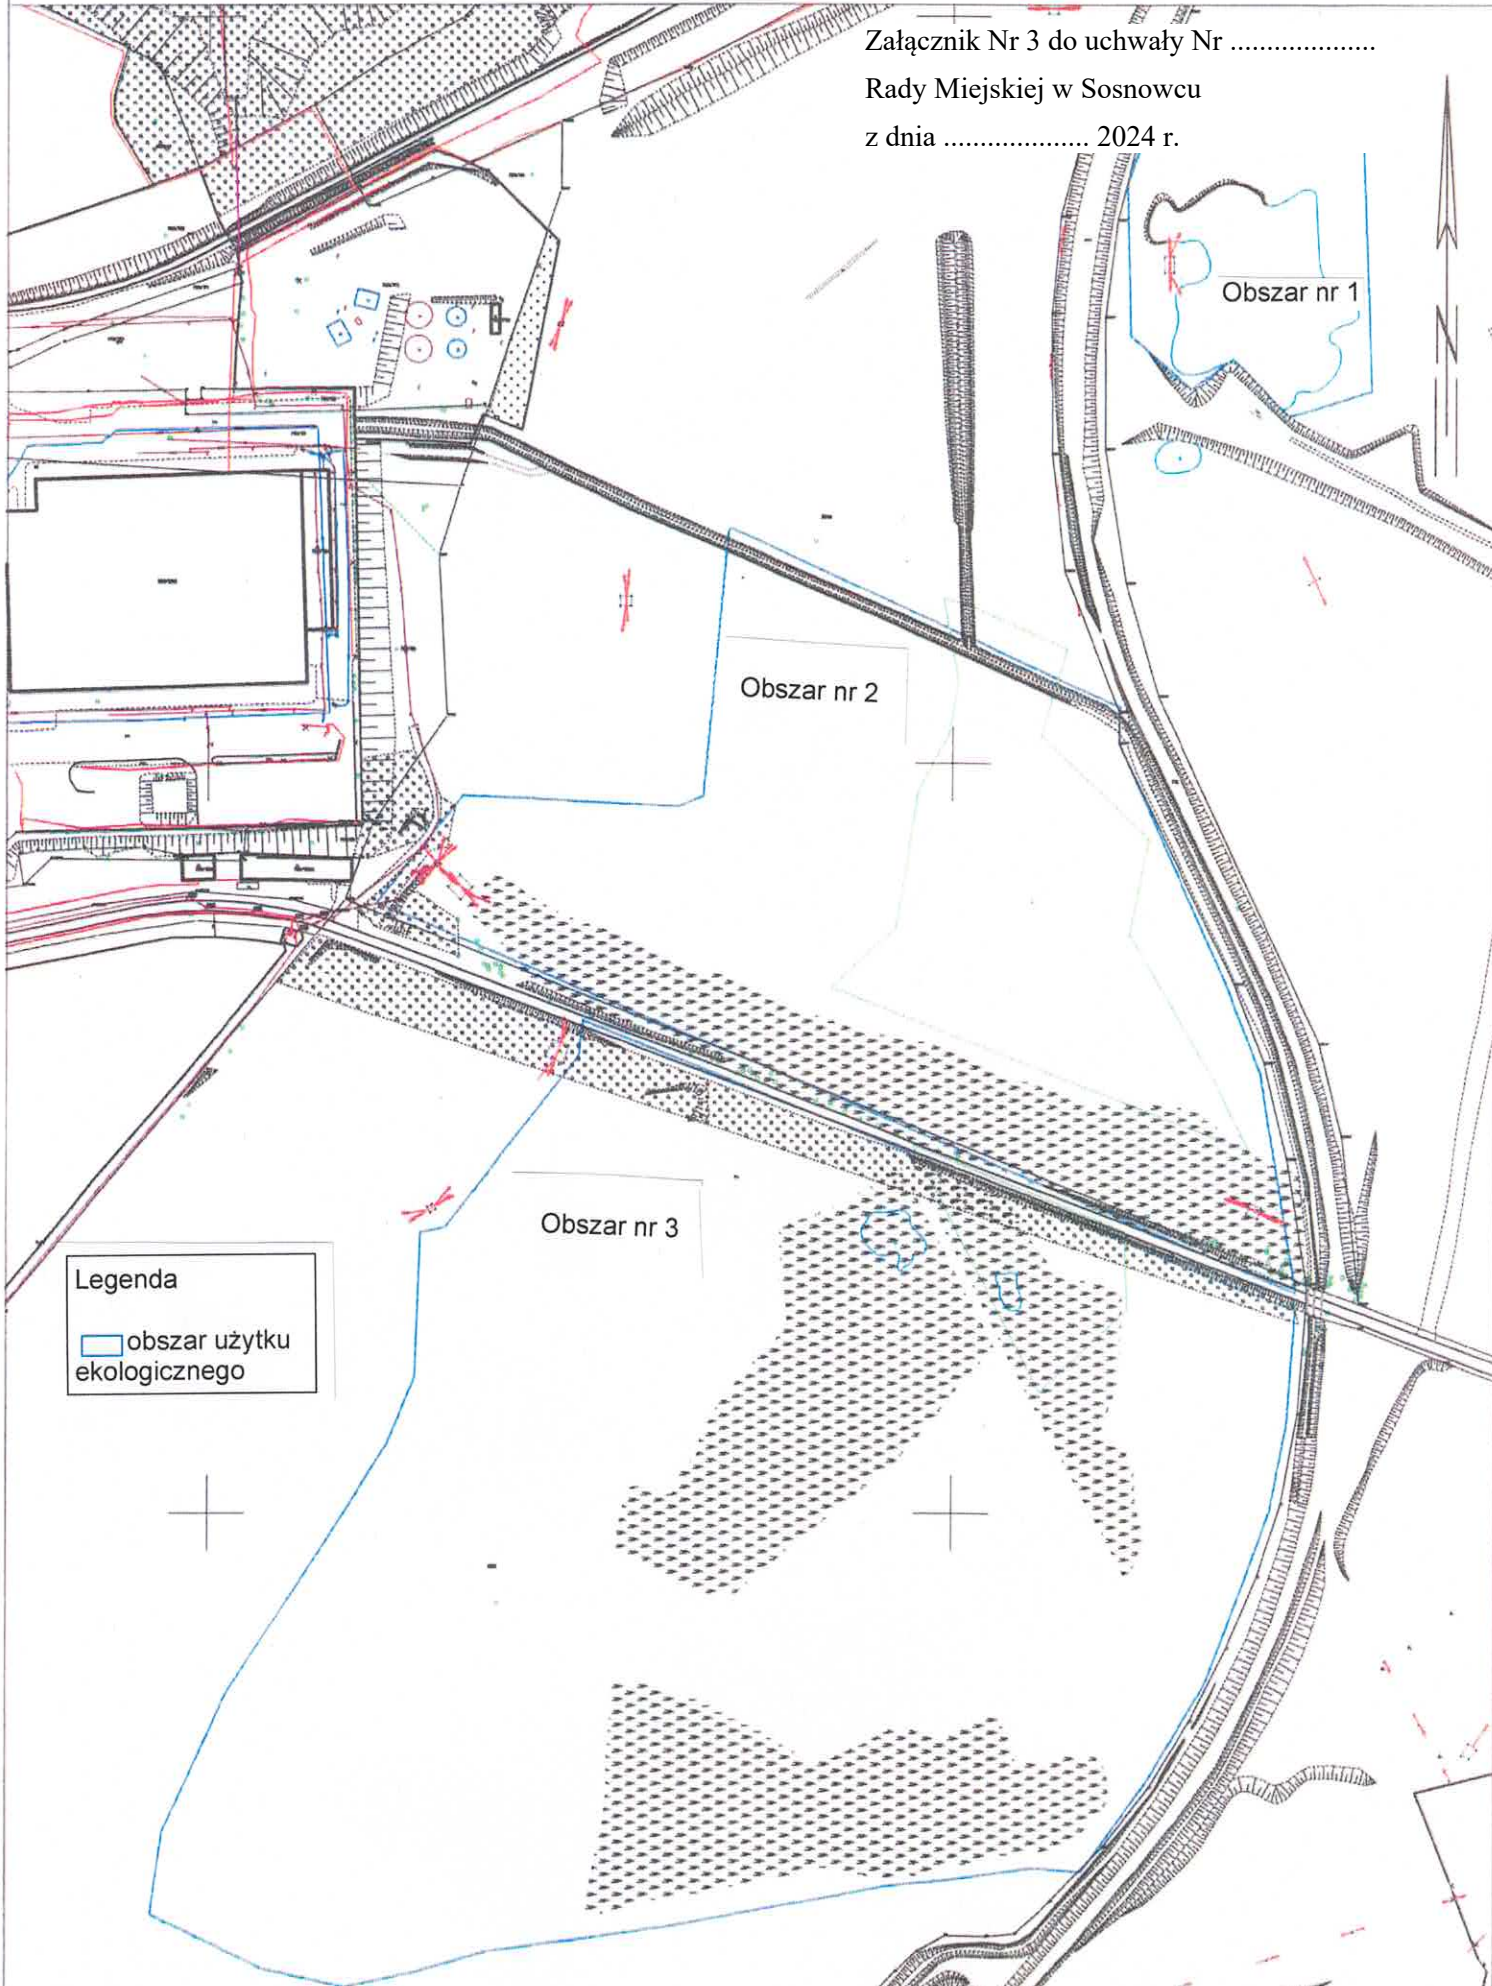 Załącznik Nr 3 do uchwały Nr ....................
Rady Miejskiej w Sosnowcu
z dnia .................... 2024 r.
Obszar nr 1
Obszar nr 2
Obszar nr 3
Legenda
obszar użytku
ekologicznego